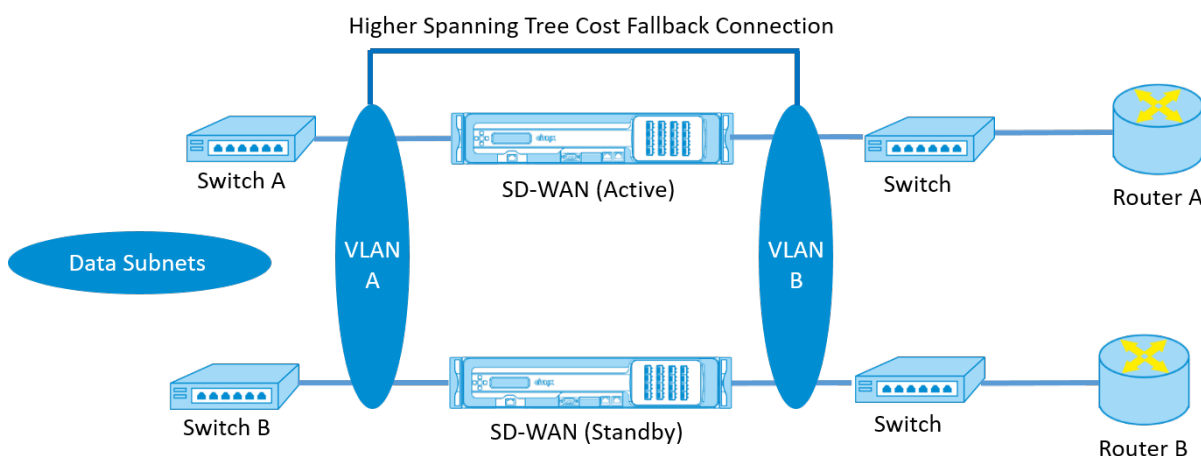 Higher Spanning Tree Cost Fallback Connection
Switch A
SD-WAN (Active)
Switch
Router A
Data Subnets
VLAN
A
VLAN
B
Switch B
SD-WAN (Standby)
Switch
Router B